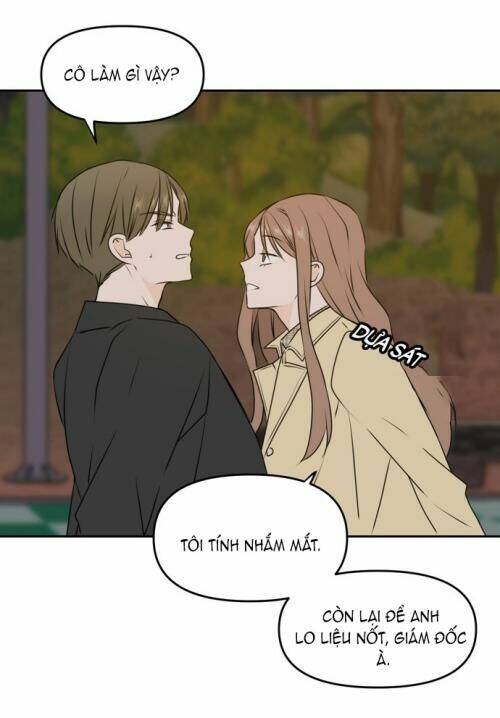 CÔ LÀM GÌ VẬY?
DỰA SÁT
TÔI TÍNH NHẮM MẮT.
CÒN LẠI ĐỂ ANH
LO LIỆU NỐT, GIÁM ĐỐC
À.